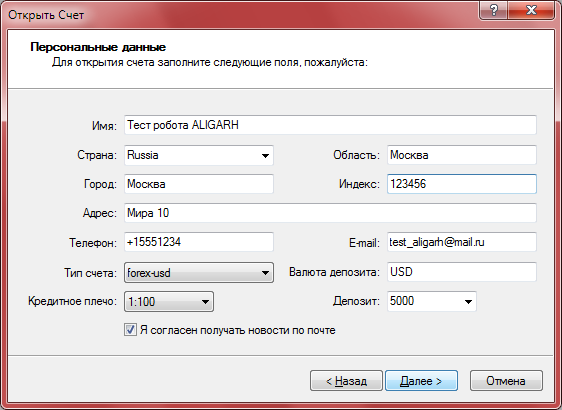 Открыть Счет
Персональные данные
Для открытия счета заполните следующие поля, пожалуйста:
Имя: Тест робота ALIGARH
Страна: Russia Область: Москва
Город: Москва Индекс: 123456
Адрес: Мира 10
Телефон: +15551234 E-mail: test_aligarh@mail.ru
Тип счета: forex-usd Валюта депозита: USD
Кредитное плечо: 1:100 Депозит: 5000
Я согласен получать новости по почте
< Назад Далее > Отмена